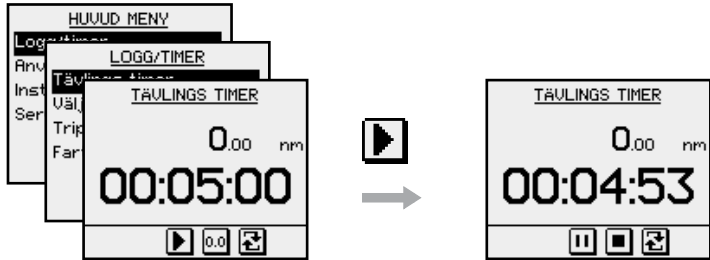 HUVUD MENY
Logg/timer
Anv
Inst
Ser
LOGG/TIMER
Tävlings timer
Välj
Trip
Far
TÄVLINGS TIMER
0.00 nm
00:05:00
0.0
TÄVLINGS TIMER
0.00 nm
00:04:53